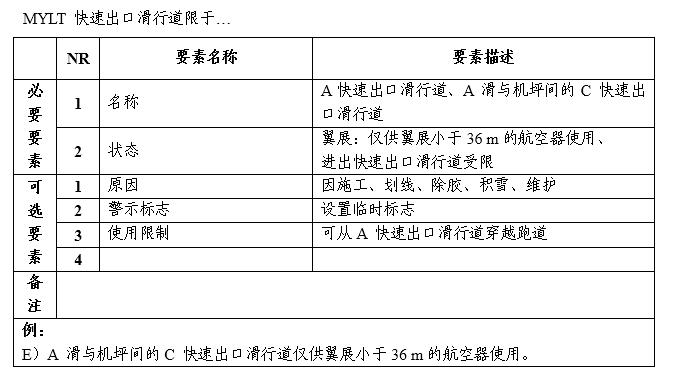 MYLT 快速出口滑行道限于…
NR 要素名称 要素描述
必要要素
1 名称 A 快速出口滑行道、A 滑与机坪间的 C 快速出
口滑行道
2 状态 翼展：仅供翼展小于 36 m 的航空器使用、
进出快速出口滑行道受限
可选要素
1 原因 因施工、划线、除胶、积雪、维护
2 警示标志 设置临时标志
3 使用限制 可从 A 快速出口滑行道穿越跑道
4
备注
例：
E）A 滑与机坪间的 C 快速出口滑行道仅供翼展小于 36 m 的航空器使用。